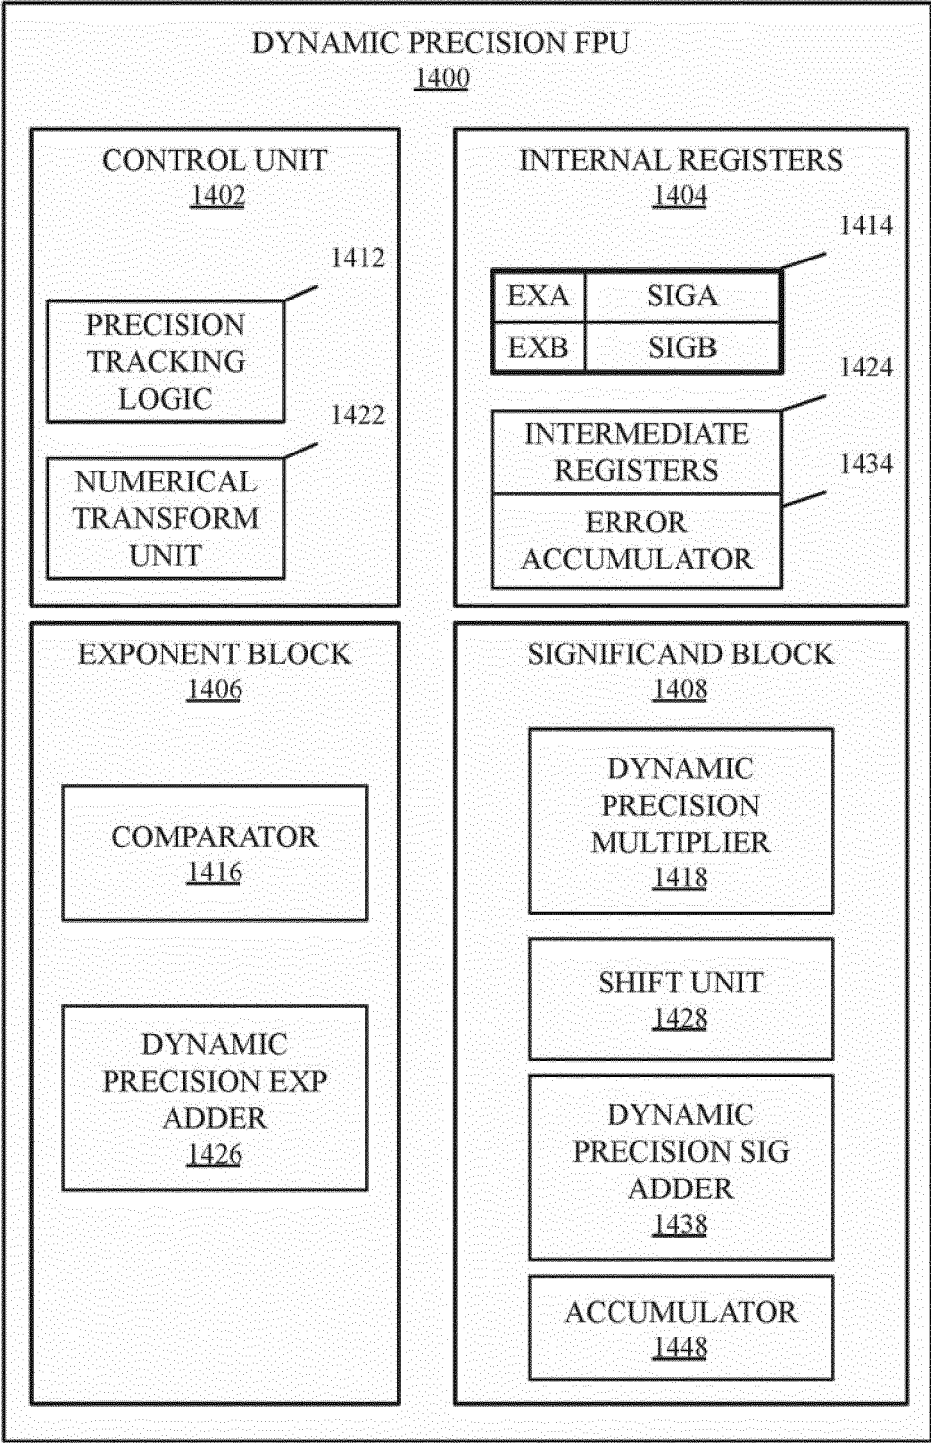 DYNAMIC PRECISION FPU
1400
CONTROL UNIT
1402
1412
PRECISION
TRACKING
LOGIC
1422
NUMERICAL
TRANSFORM
UNIT
INTERNAL REGISTERS
1404
1414
EXA SIGA
EXB SIGB
1424
INTERMEDIATE
REGISTERS
1434
ERROR
ACCUMULATOR
EXPONENT BLOCK
1406
COMPARATOR
1416
DYNAMIC
PRECISION EXP
ADDER
1426
SIGNIFICAND BLOCK
1408
DYNAMIC
PRECISION
MULTIPLIER
1418
SHIFT UNIT
1428
DYNAMIC
PRECISION SIG
ADDER
1438
ACCUMULATOR
1448